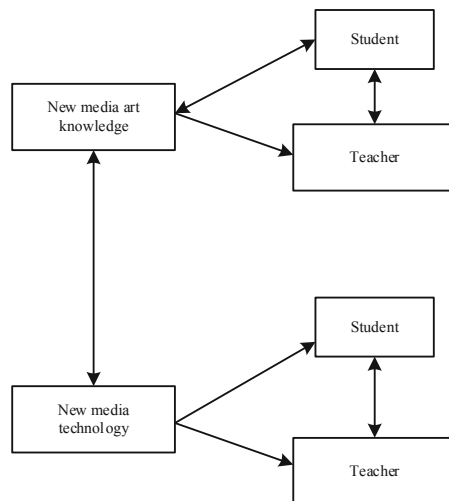 Student
New media art
knowledge
Teacher
Student
New media
technology
Teacher